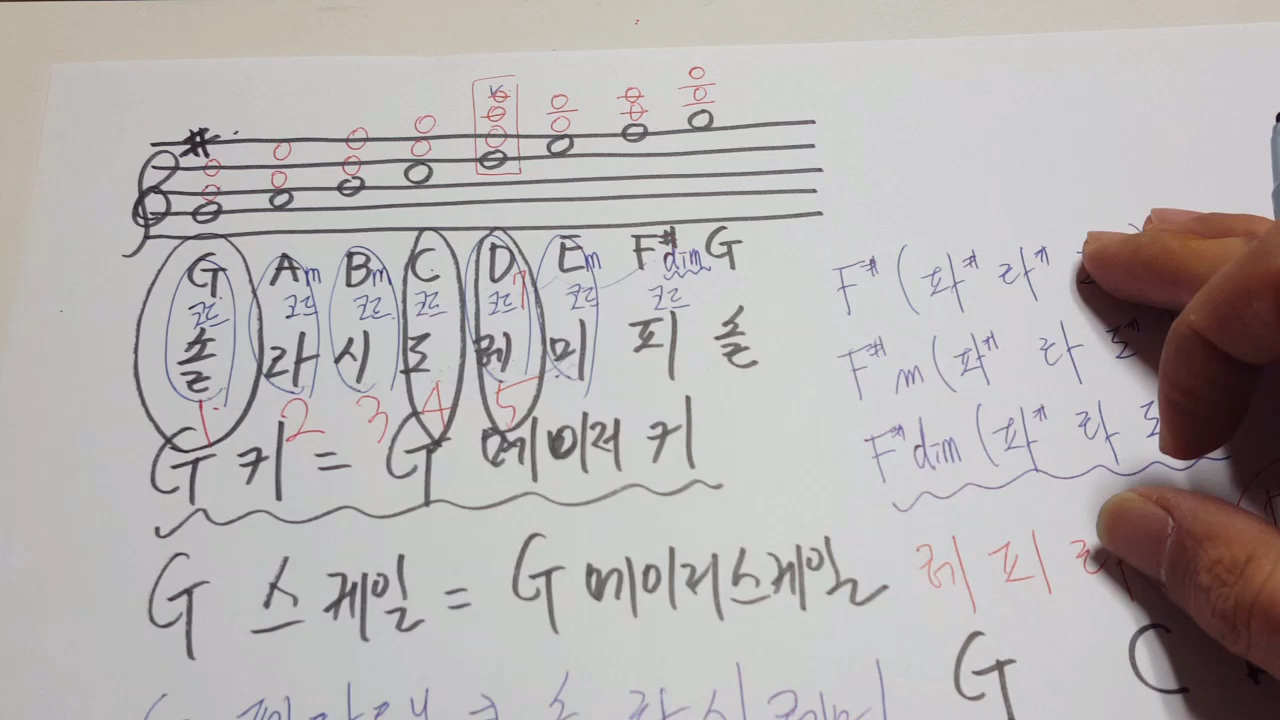 #
G Am Bm C D7 Em F#dim G
코드 코드 코드 코드 코드 코드 코드
솔 라 시 도 레 미 피 솔
1 2 3 4 5
G 키 = G 메이저 키
G 스케일 = G 메이저스케일
F# (파# 라#
F#m (파# 라 도#
F#dim (파# 라 도
레 피 라
G C